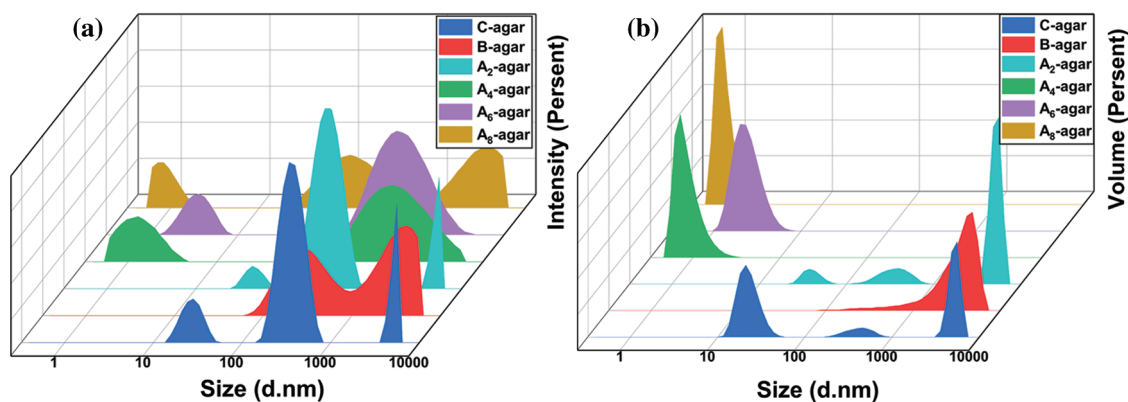 (a)
C-agar
B-agar
A₂-agar
A₄-agar
A₆-agar
A₈-agar
Intensity (Persent)
1 10 100 1000 10000
Size (d.nm)
(b)
C-agar
B-agar
A₂-agar
A₄-agar
A₆-agar
A₈-agar
Volume (Persent)
1 10 100 1000 10000
Size (d.nm)